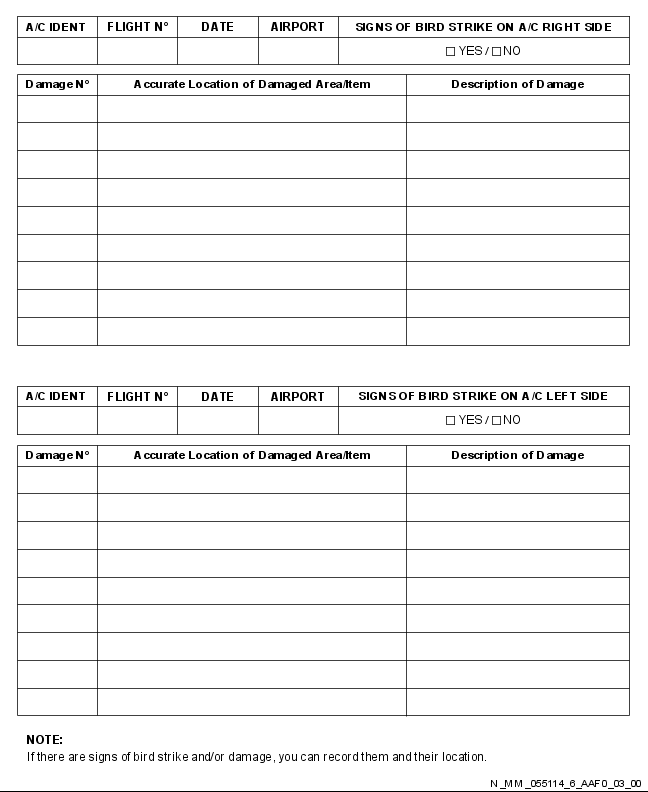 A/C IDENT FLIGHT N° DATE AIRPORT SIGNS OF BIRD STRIKE ON A/C RIGHT SIDE
☐ YES / ☐ NO
Damage N° Accurate Location of Damaged Area/Item Description of Damage
A/C IDENT FLIGHT N° DATE AIRPORT SIGNS OF BIRD STRIKE ON A/C LEFT SIDE
☐ YES / ☐ NO
Damage N° Accurate Location of Damaged Area/Item Description of Damage
NOTE:
If there are signs of bird strike and/or damage, you can record them and their location.
N_MM_055114_6_AAF0_03_00